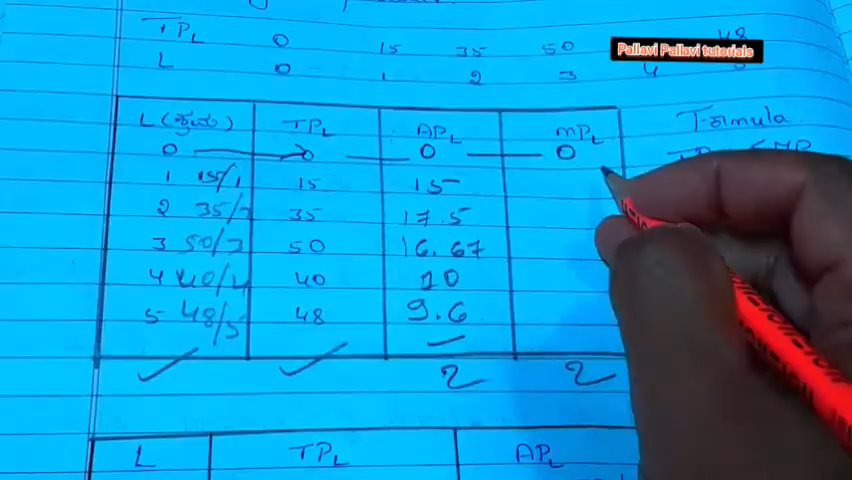 TPL 0 15 35 50 48
Pallavi Pallavi tutorials
L 0 1 2 3 4
L (ಶ್ರಮ) TPL APL MPL
Formula
0 0 0 0
1 15/1 15 15
2 35/2 35 17.5
3 50/3 50 16.67
4 40/4 40 10
5 48/5 48 9.6
2 2
L TPL APL